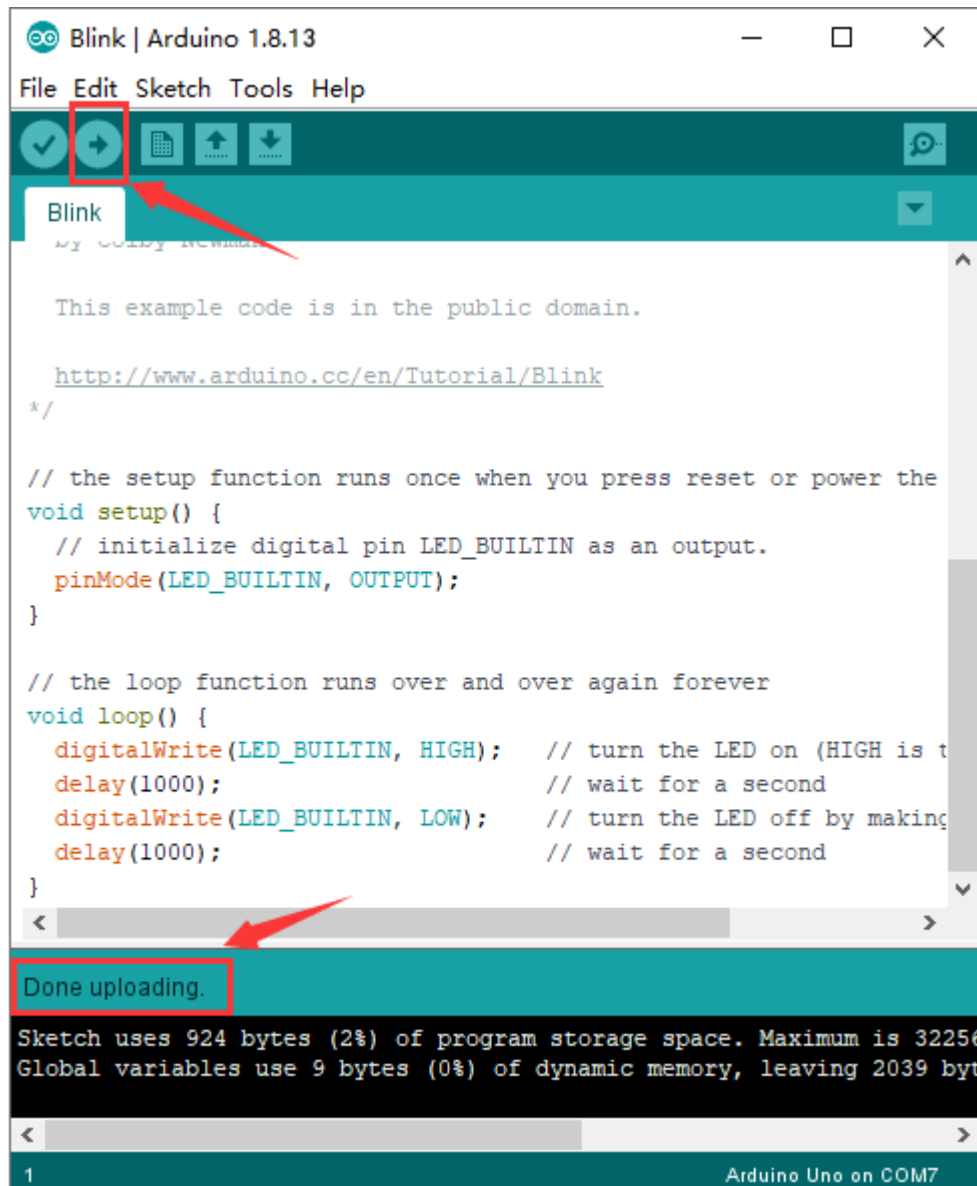 Blink | Arduino 1.8.13
File Edit Sketch Tools Help
Blink
by Colby Newman
This example code is in the public domain.
http://www.arduino.cc/en/Tutorial/Blink
*/
// the setup function runs once when you press reset or power the
void setup() {
// initialize digital pin LED_BUILTIN as an output.
pinMode(LED_BUILTIN, OUTPUT);
}
// the loop function runs over and over again forever
void loop() {
digitalWrite(LED_BUILTIN, HIGH); // turn the LED on (HIGH is t
delay(1000); // wait for a second
digitalWrite(LED_BUILTIN, LOW); // turn the LED off by making
delay(1000); // wait for a second
}
Done uploading.
Sketch uses 924 bytes (2%) of program storage space. Maximum is 32256
Global variables use 9 bytes (0%) of dynamic memory, leaving 2039 byt
1 Arduino Uno on COM7